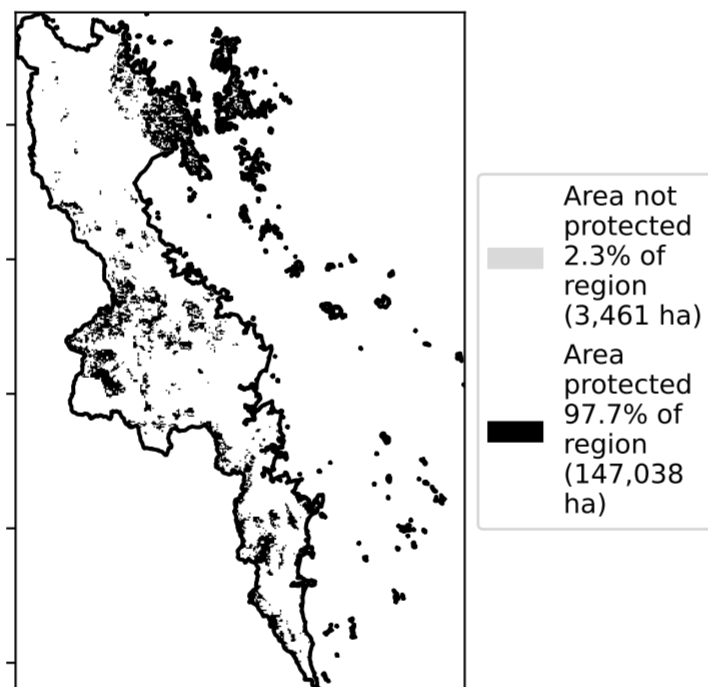 Area not
protected
2.3% of
region
(3,461 ha)
Area
protected
97.7% of
region
(147,038
ha)